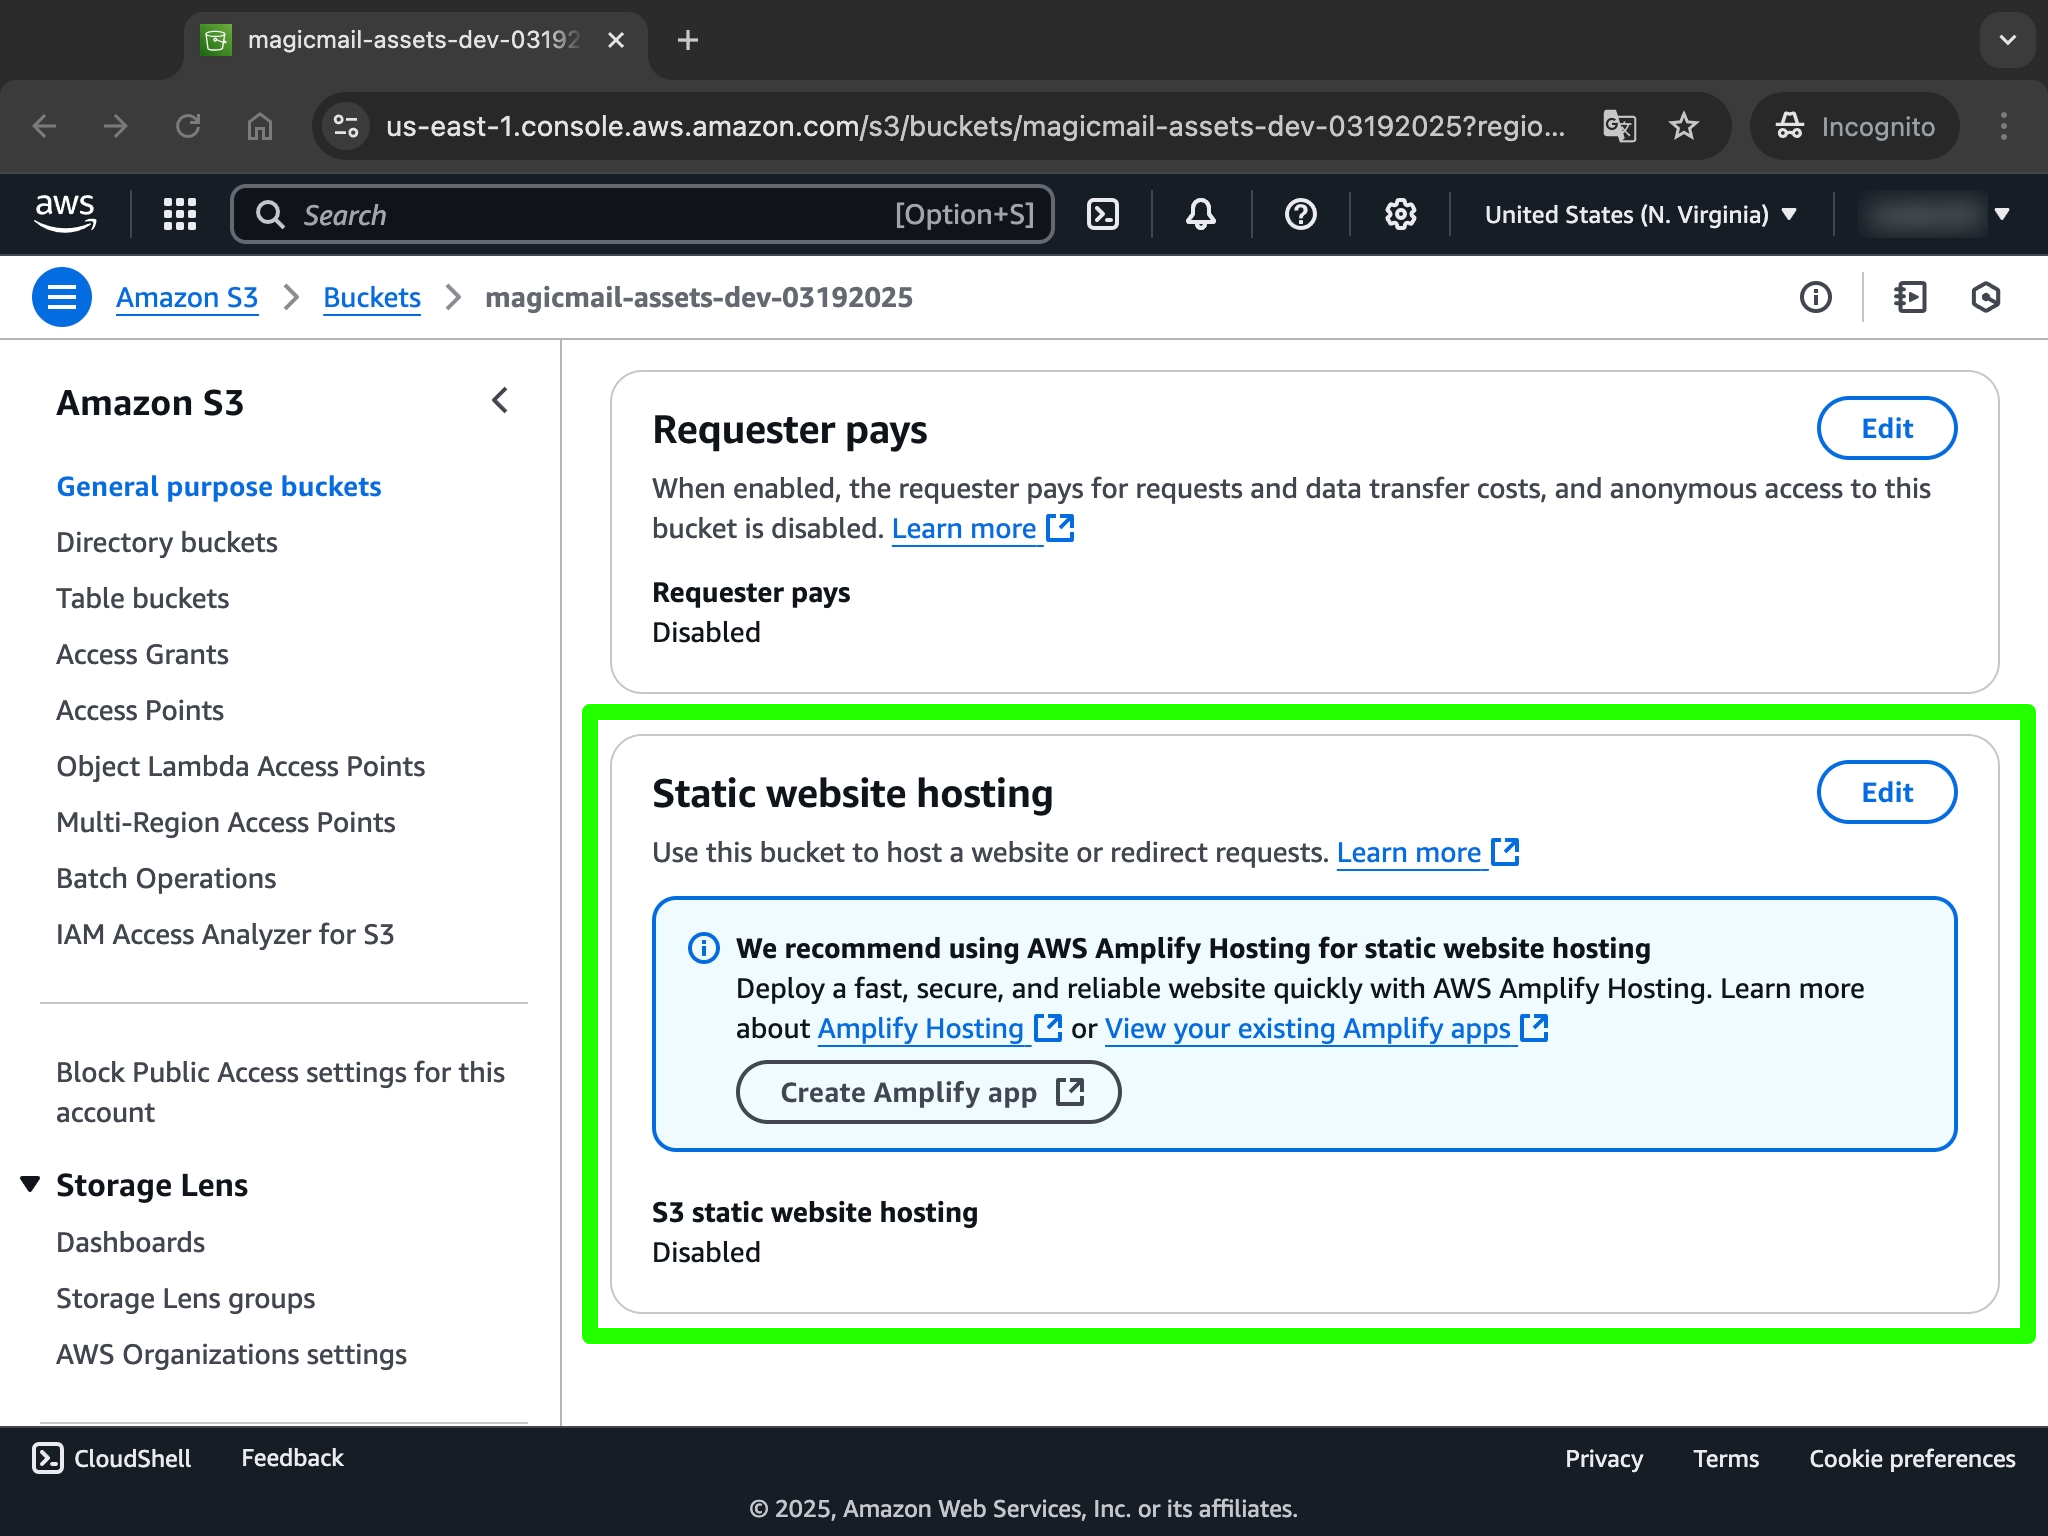 magicmail-assets-dev-03192
us-east-1.console.aws.amazon.com/s3/buckets/magicmail-assets-dev-03192025?regio...
Incognito
aws
Search
[Option+S]
United States (N. Virginia)
Amazon S3
Buckets
magicmail-assets-dev-03192025
Amazon S3
General purpose buckets
Directory buckets
Table buckets
Access Grants
Access Points
Object Lambda Access Points
Multi-Region Access Points
Batch Operations
IAM Access Analyzer for S3
Block Public Access settings for this
account
Storage Lens
Dashboards
Storage Lens groups
AWS Organizations settings
Requester pays
Edit
When enabled, the requester pays for requests and data transfer costs, and anonymous access to this
bucket is disabled. Learn more
Requester pays
Disabled
Static website hosting
Edit
Use this bucket to host a website or redirect requests. Learn more
We recommend using AWS Amplify Hosting for static website hosting
Deploy a fast, secure, and reliable website quickly with AWS Amplify Hosting. Learn more
about Amplify Hosting or View your existing Amplify apps
Create Amplify app
S3 static website hosting
Disabled
CloudShell
Feedback
Privacy
Terms
Cookie preferences
© 2025, Amazon Web Services, Inc. or its affiliates.